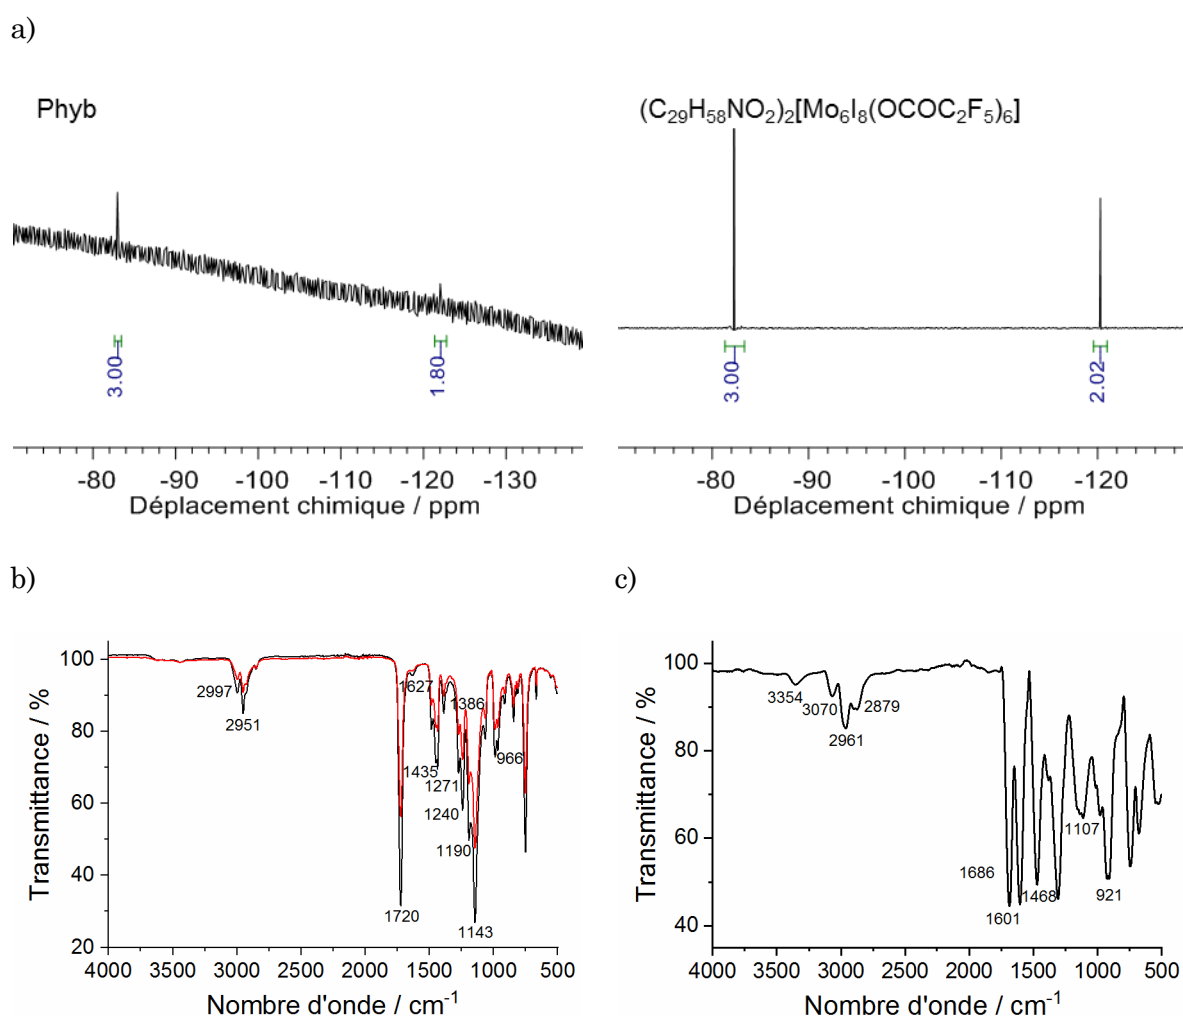 a)
Phyb
(C₂₉H₅₈NO₂)₂[Mo₆I₈(OCOC₂F₅)₆]
3.00
1.80
3.00
2.02
-80 -90 -100 -110 -120 -130
Déplacement chimique / ppm
-80 -90 -100 -110 -120
Déplacement chimique / ppm
b)
c)
Transmittance / %
100
80
60
40
20
2997
2951
1627
1386
1435
1271
966
1240
1190
1720
1143
4000 3500 3000 2500 2000 1500 1000 500
Nombre d'onde / cm⁻¹
Transmittance / %
100
80
60
40
3354
3070
2879
2961
1107
1686
1468
921
1601
4000 3500 3000 2500 2000 1500 1000 500
Nombre d'onde / cm⁻¹